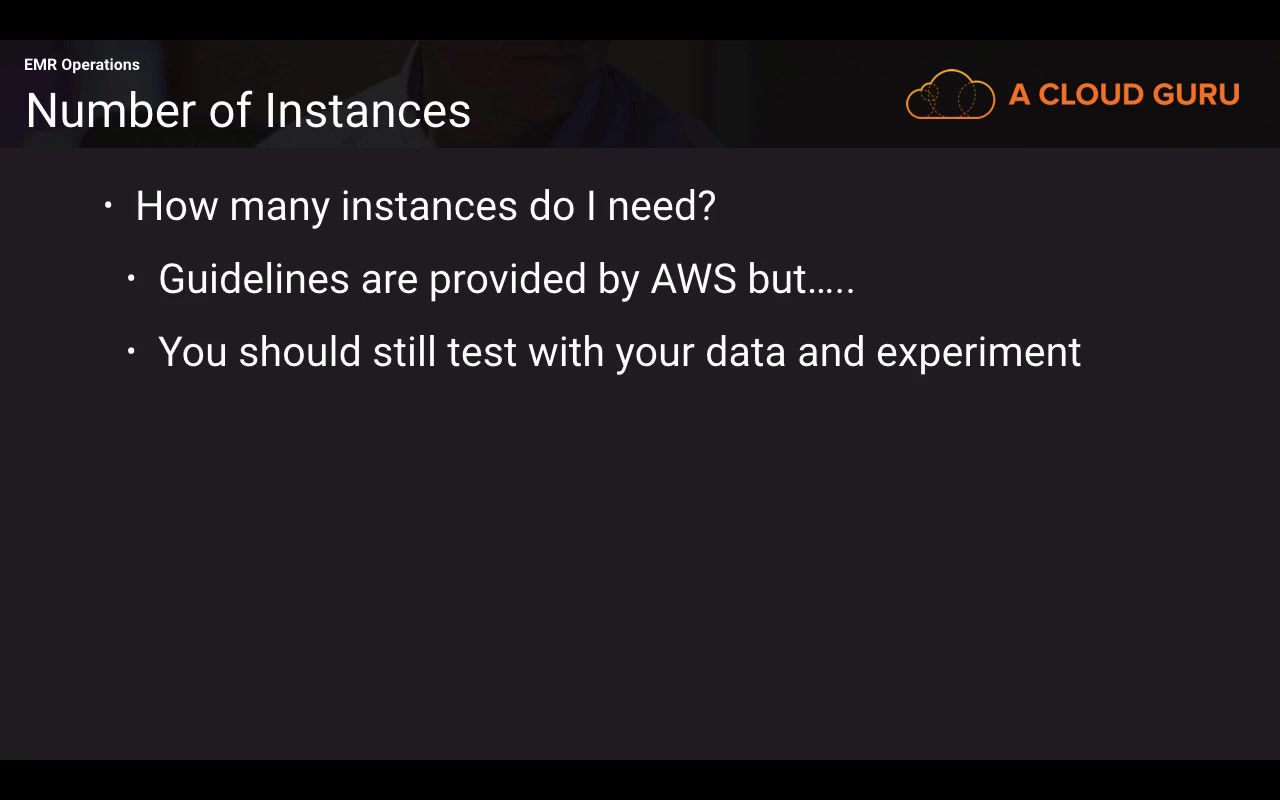 EMR Operations
Number of Instances
A CLOUD GURU
• How many instances do I need?
• Guidelines are provided by AWS but.....
• You should still test with your data and experiment